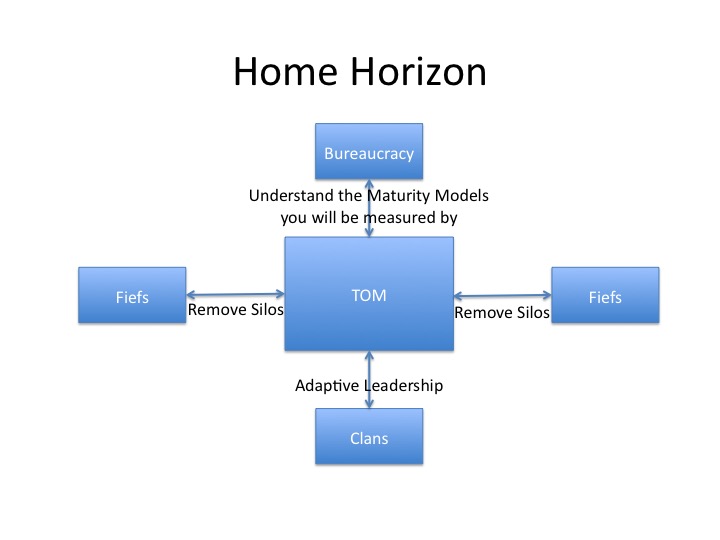 Home Horizon
Bureaucracy
Understand the Maturity Models
you will be measured by
Fiefs
Remove Silos
TOM
Remove Silos
Fiefs
Adaptive Leadership
Clans